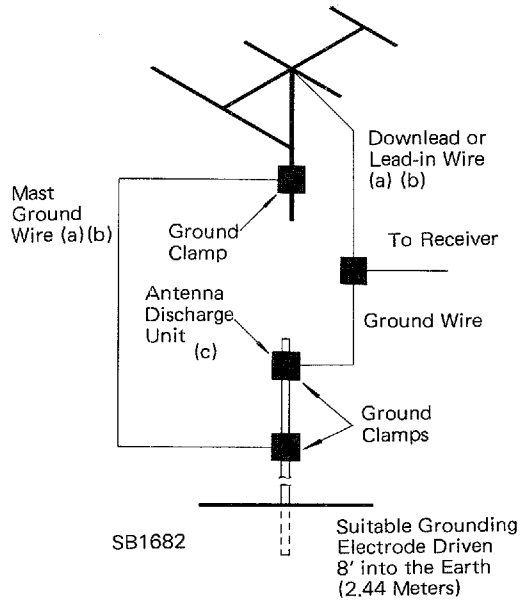 Downlead or
Lead-in Wire
(a) (b)
Mast
Ground
Wire (a)(b)
Ground
Clamp
To Receiver
Antenna
Discharge
Unit
(c)
Ground Wire
Ground
Clamps
SB1682
Suitable Grounding
Electrode Driven
8' into the Earth
(2.44 Meters)